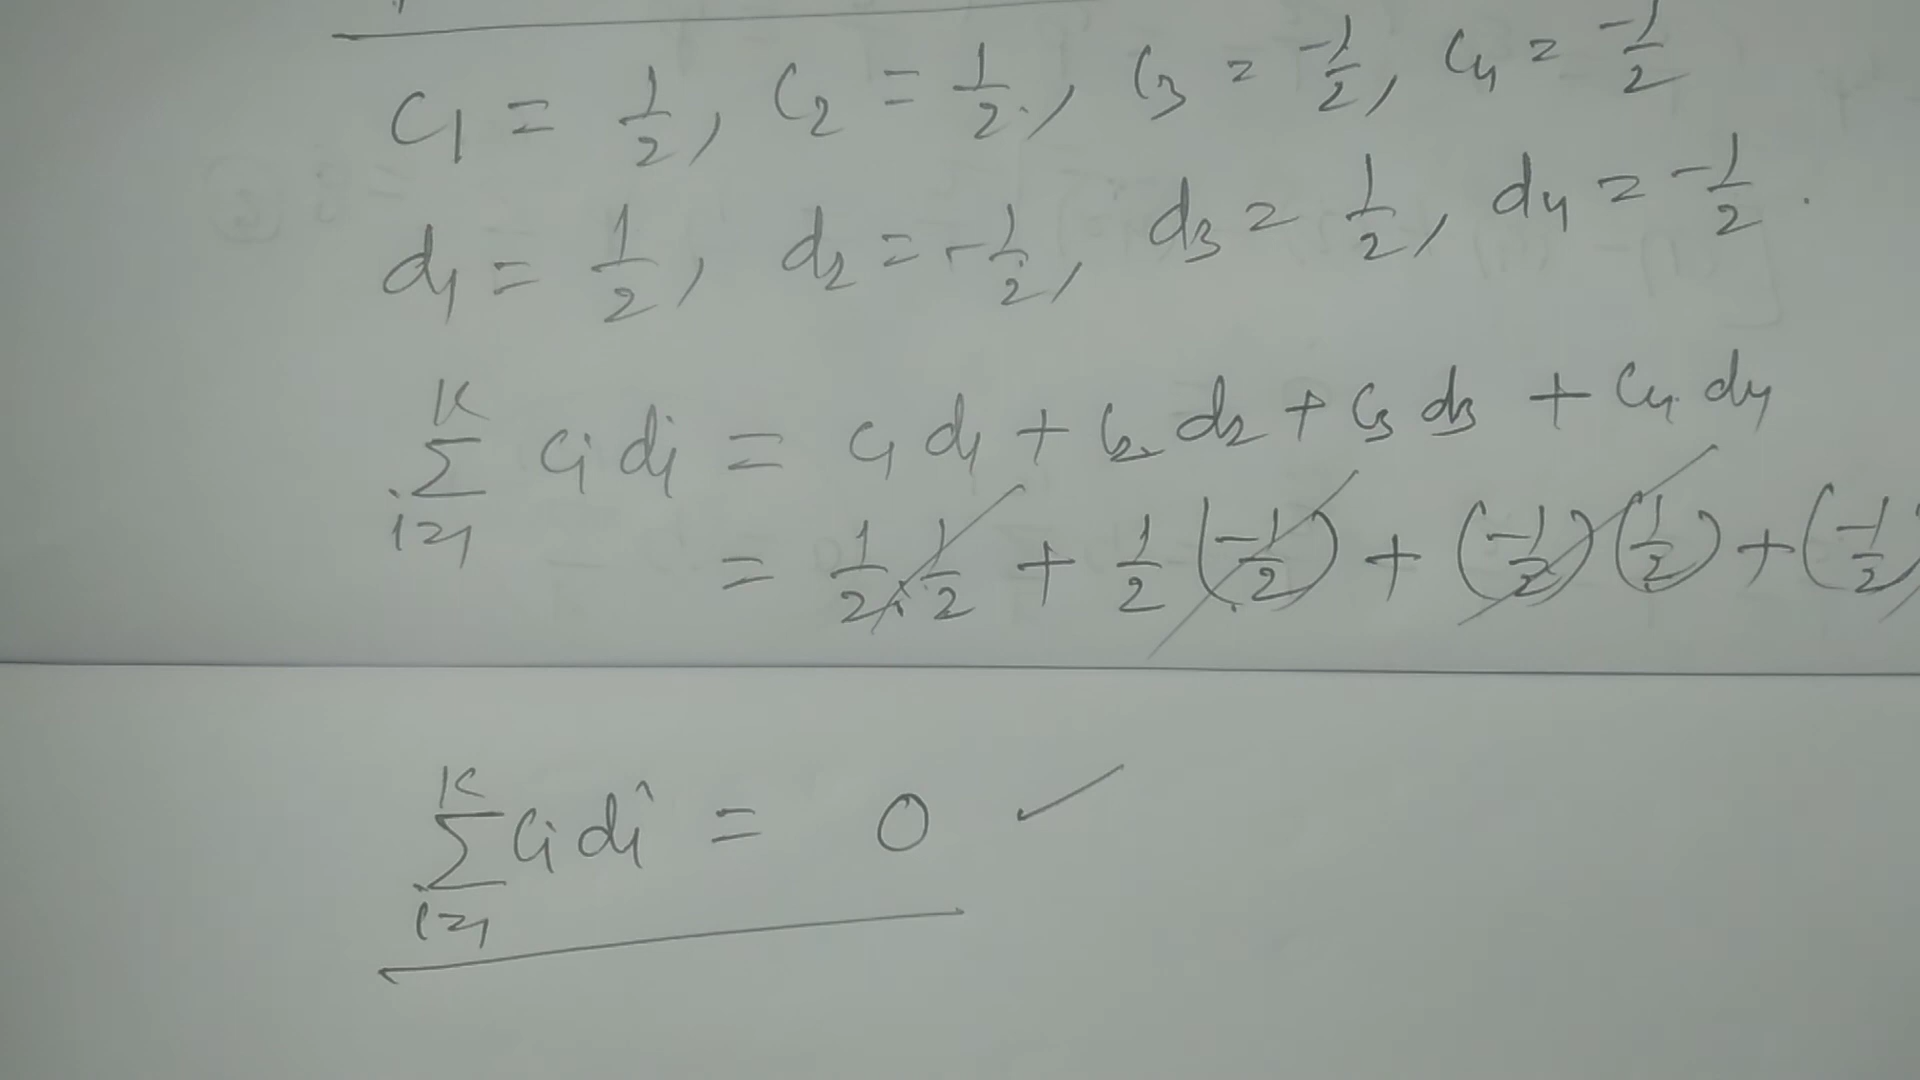 C1 = 1/2, C2 = 1/2, C3 = -1/2, C4 = -1/2
d1 = 1/2, d2 = -1/2, d3 = 1/2, d4 = -1/2.
K Σ i=1 Ci di = C1 d1 + C2 d2 + C3 d3 + C4 d4
= 1/2 . 1/2 + 1/2 (-1/2) + (-1/2) (1/2) + (-1/2)
K Σ i=1 Ci di = 0 ✓